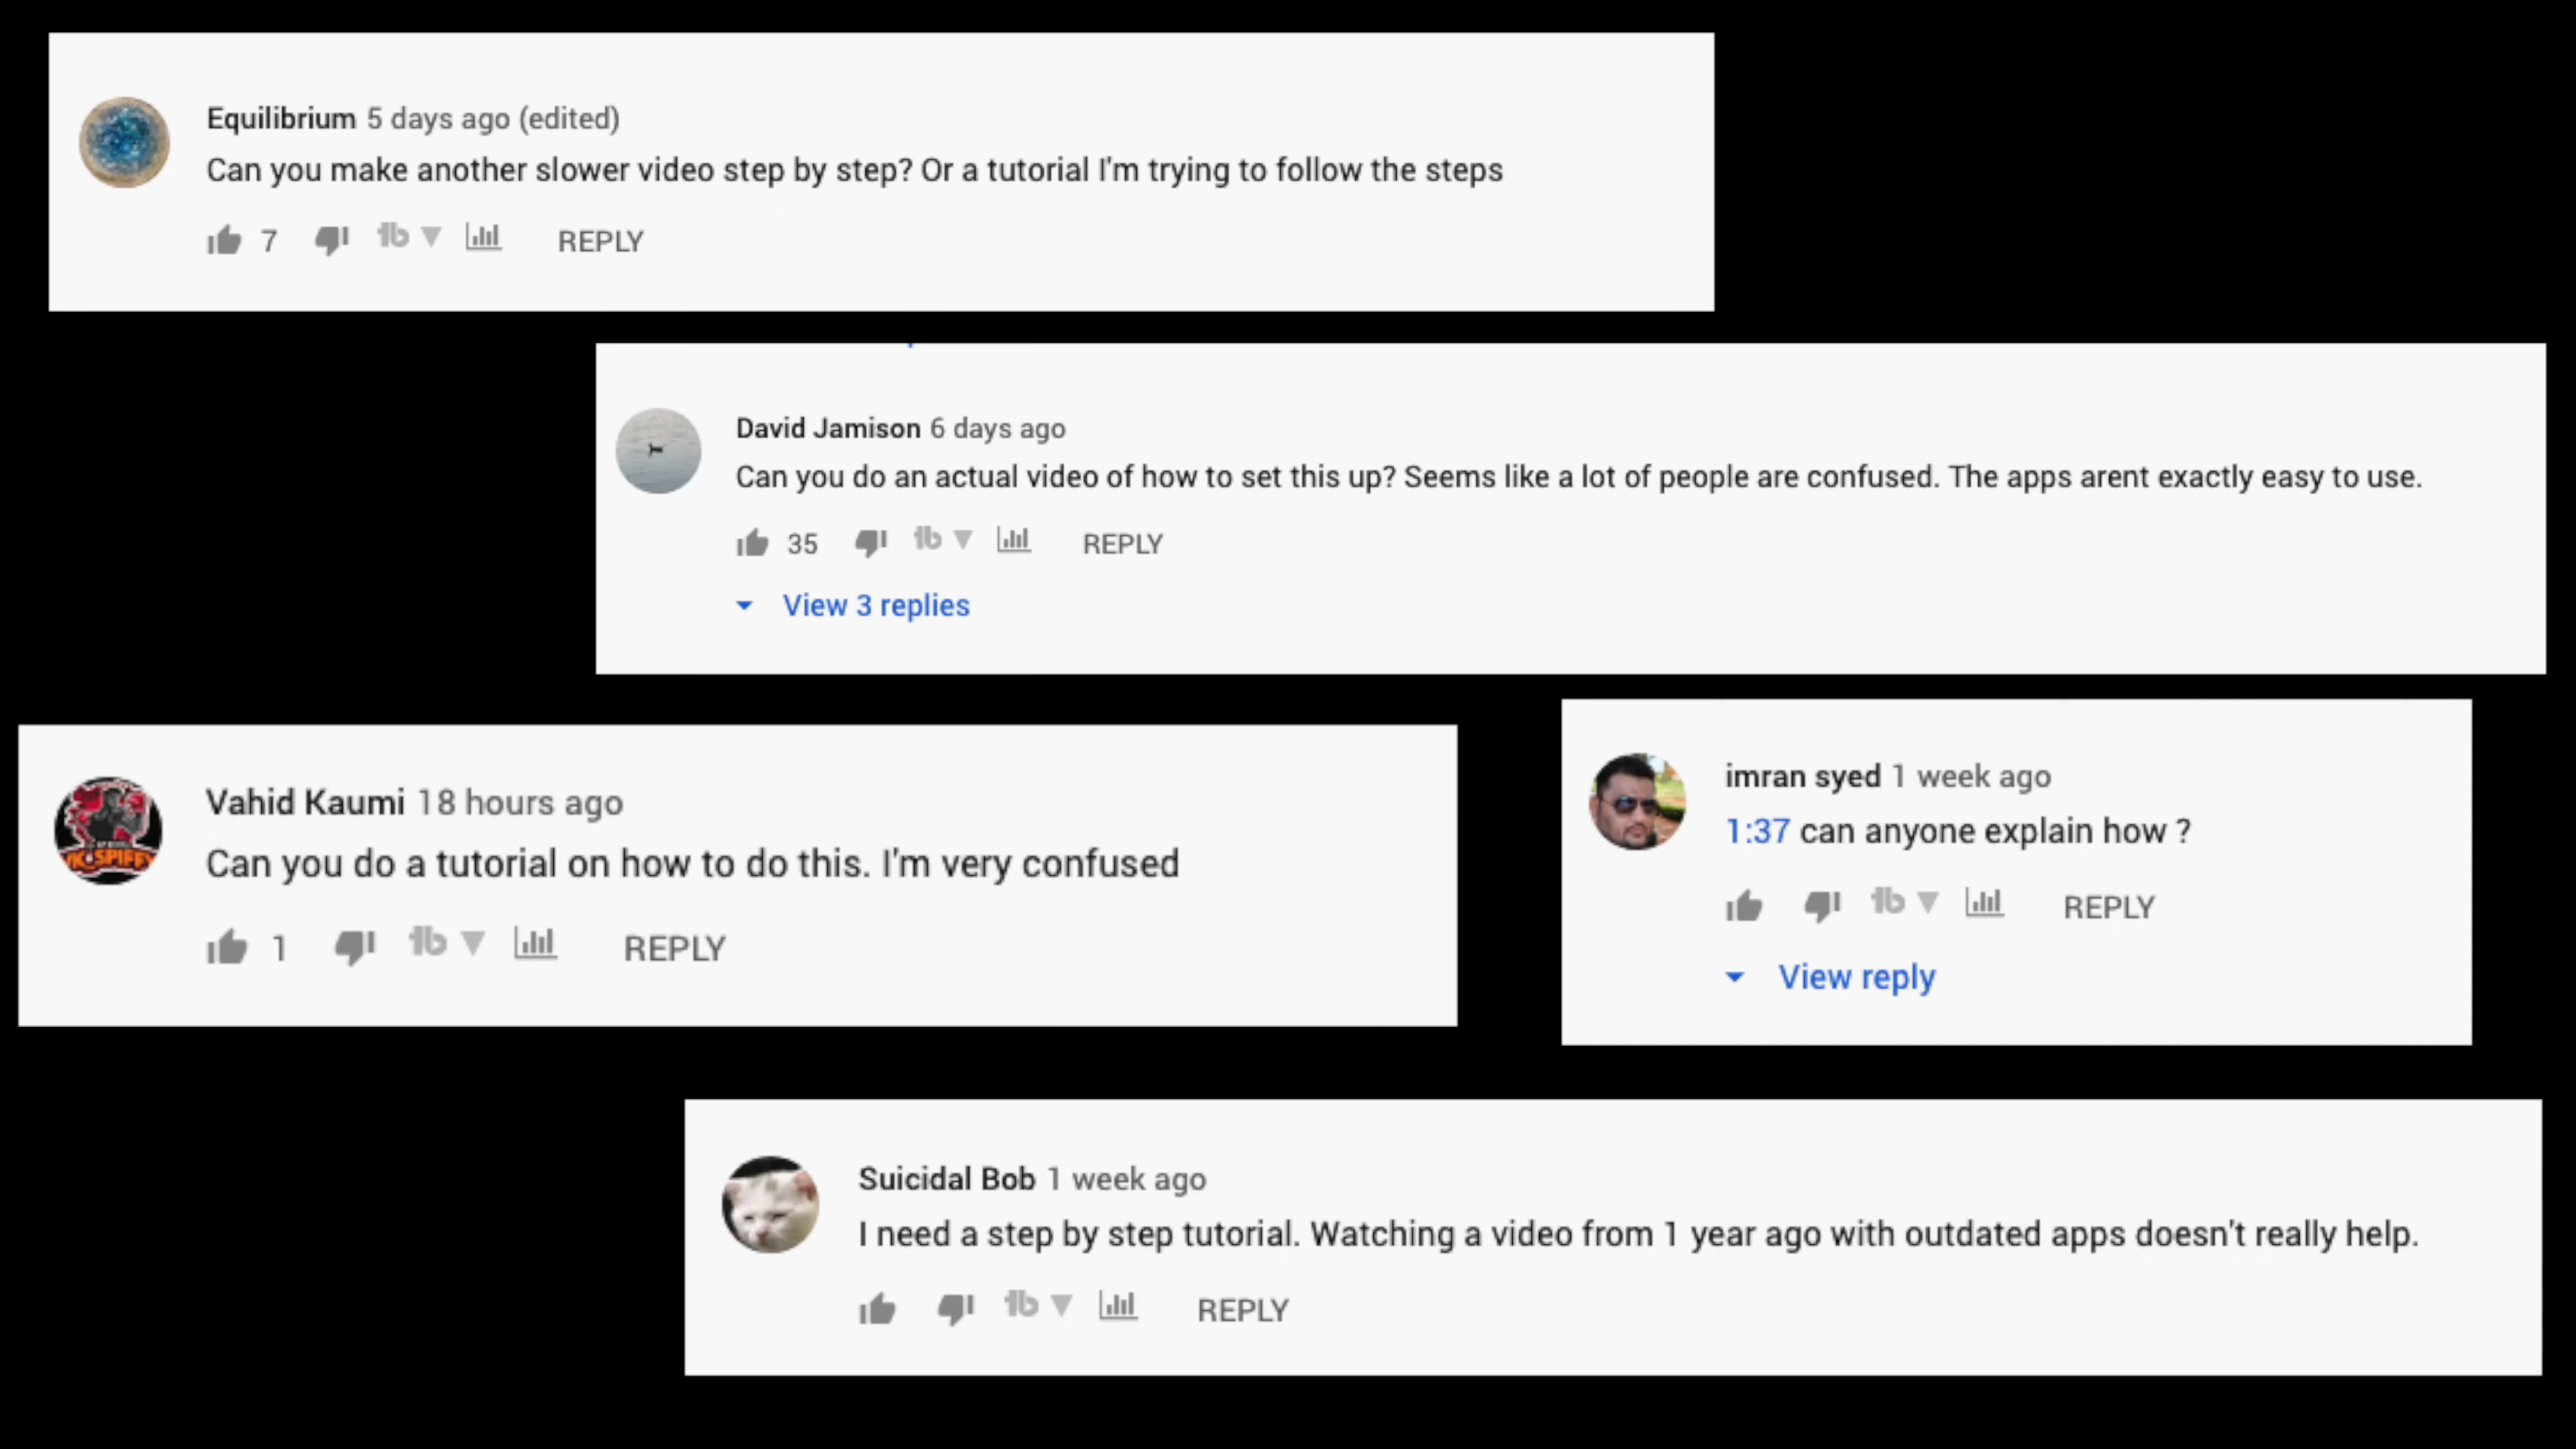 Equilibrium 5 days ago (edited)
Can you make another slower video step by step? Or a tutorial I'm trying to follow the steps
7 REPLY
David Jamison 6 days ago
Can you do an actual video of how to set this up? Seems like a lot of people are confused. The apps arent exactly easy to use.
35 REPLY
View 3 replies
Vahid Kaumi 18 hours ago
Can you do a tutorial on how to do this. I'm very confused
1 REPLY
imran syed 1 week ago
1:37 can anyone explain how ?
REPLY
View reply
Suicidal Bob 1 week ago
I need a step by step tutorial. Watching a video from 1 year ago with outdated apps doesn't really help.
REPLY